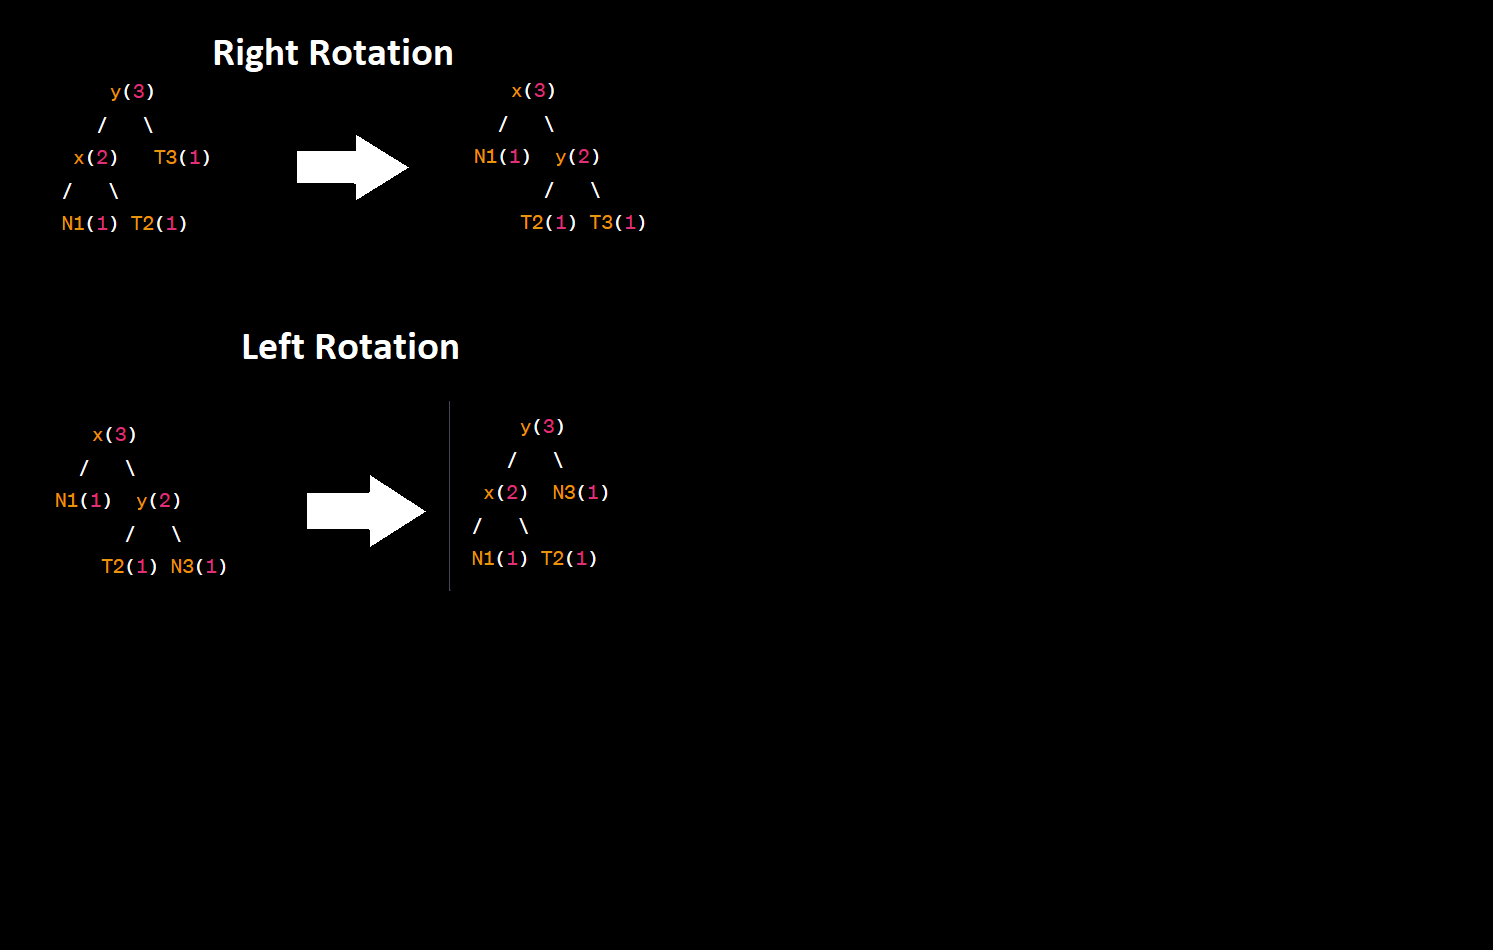 Right Rotation
y(3)
/ \
x(2) T3(1)
/ \
N1(1) T2(1)
x(3)
/ \
N1(1) y(2)
/ \
T2(1) T3(1)
Left Rotation
x(3)
/ \
N1(1) y(2)
/ \
T2(1) N3(1)
y(3)
/ \
x(2) N3(1)
/ \
N1(1) T2(1)